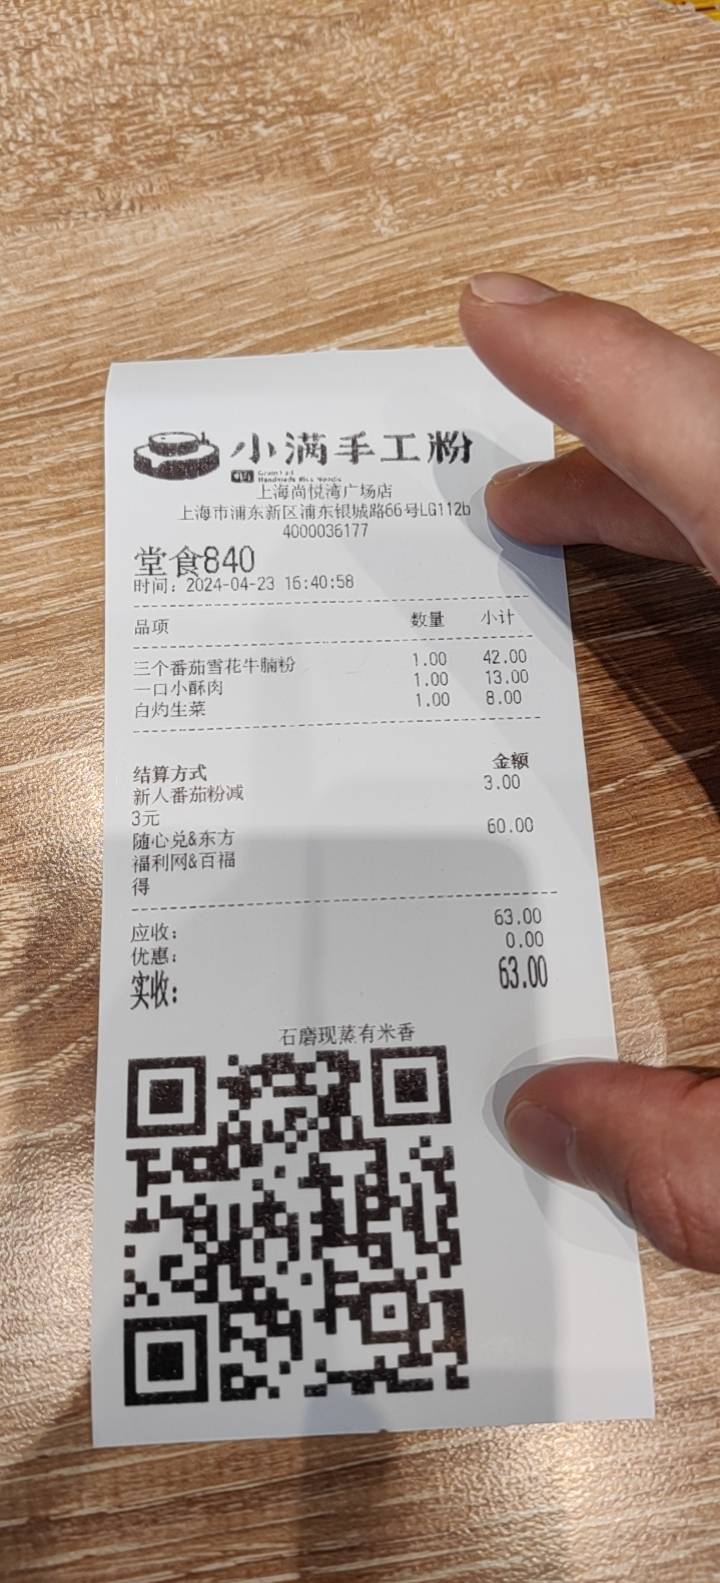 小满手工粉
Handmade Rice Noodle
上海尚悦湾广场店
上海市浦东新区浦东银城路66号LG112b
4000036177
堂食840
时间：2024-04-23 16:40:58
品项 数量 小计
三个番茄雪花牛腩粉 1.00 42.00
一口小酥肉 1.00 13.00
白灼生菜 1.00 8.00
结算方式 金额
新人番茄粉减 3.00
3元
随心兑&东方 60.00
福利网&百福
得
应收： 63.00
优惠： 0.00
实收： 63.00
石磨现蒸有米香